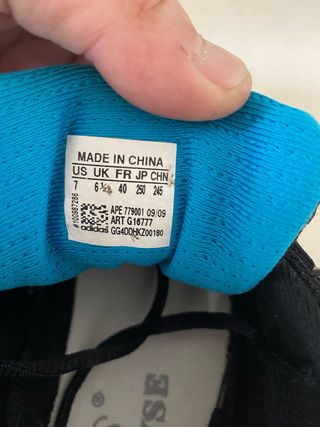 MADE IN CHINA
US UK FR JP CHN
7 6½ 40 250 245
#100987286
APE 779001 09/09
ART G16777
adidas GG4DDHKZ00180